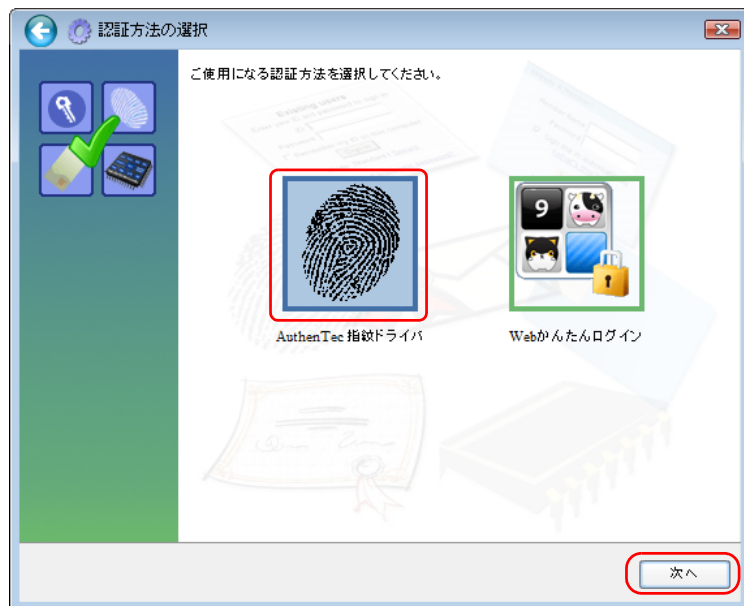 認証方法の選択
ご使用になる認証方法を選択してください。
Existing users
9
AuthenTec 指紋ドライバ
Webかんたんログイン
次へ